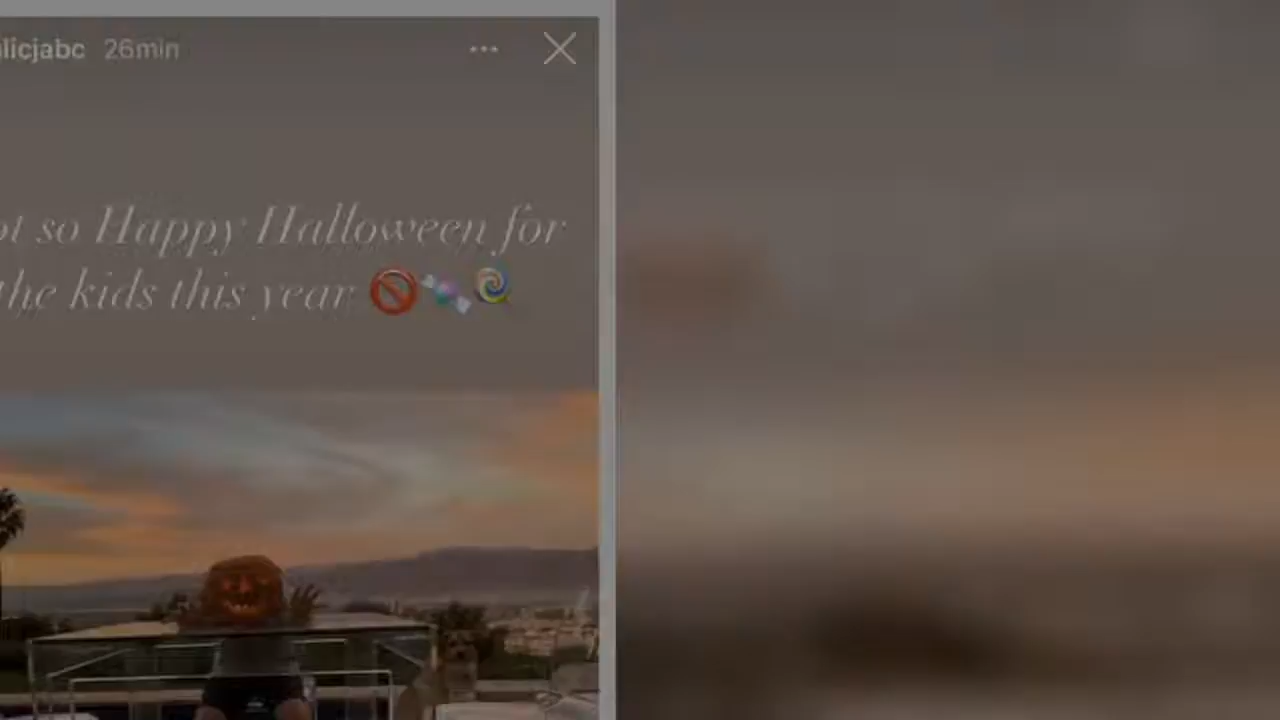 licjabc 26min
ot so Happy Halloween for
the kids this year 🚫🍬🍭